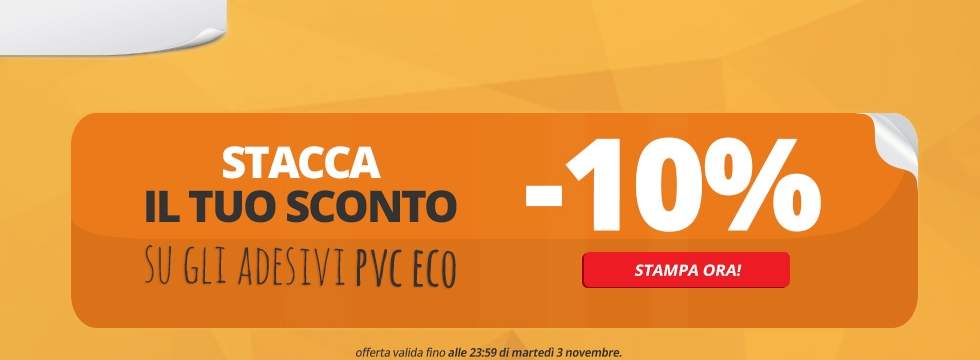 STACCA
IL TUO SCONTO
SU GLI ADESIVI PVC ECO
-10%
STAMPA ORA!
offerta valida fino alle 23:59 di martedì 3 novembre.